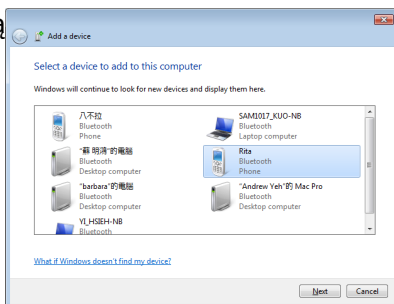 Add a device
Select a device to add to this computer
Windows will continue to look for new devices and display them here.
八不拉
Bluetooth
Phone
SAM1017_KUO-NB
Bluetooth
Laptop computer
"蘇 明鴻"的電腦
Bluetooth
Desktop computer
Rita
Bluetooth
Phone
"barbara"的電腦
Bluetooth
Desktop computer
"Andrew Yeh"的 Mac Pro
Bluetooth
Desktop computer
YI_HSIEH-NB
Bluetooth
What if Windows doesn't find my device?
Next
Cancel